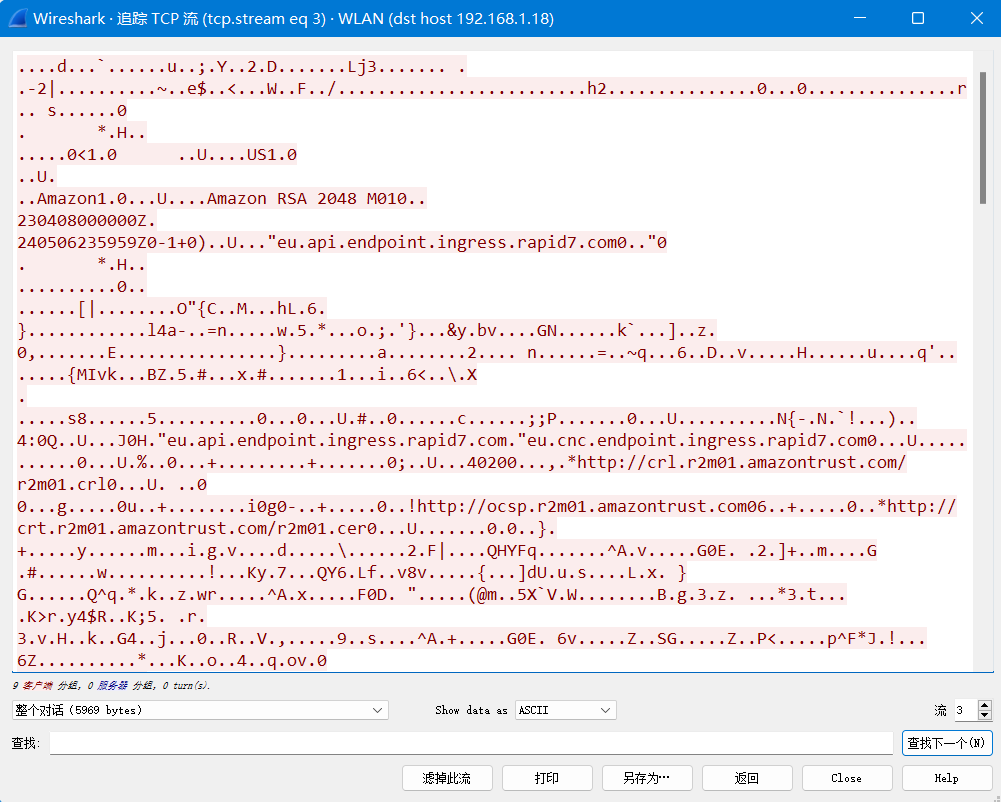 Wireshark · 追踪 TCP 流 (tcp.stream eq 3) · WLAN (dst host 192.168.1.18)
....d...`......u..;.Y..2.D.......Lj3....... .
.-2|..........~..e$..<...W..F../.........................h2...............0...0...............r
.. s......0
.	*.H..
.....0<1.0	..U....US1.0
..U.
..Amazon1.0...U....Amazon RSA 2048 M010..
230408000000Z.
240506235959Z0-1+0)..U..."eu.api.endpoint.ingress.rapid7.com0.."0
.	*.H..
..........0..
......[|........O"{C..M...hL.6.
}............l4a-..=n.....w.5.*...o.;.'}...&y.bv....GN......k`...]..z.
0,.......E................}.........a........2.... n......=..~q...6..D..v.....H......u....q'..
.....{MIvk...BZ.5.#...x.#.......1...i..6<..\.X
.
.....s8......5..........0...0...U.#..0......c......;;P.......0...U..........N{-.N.`!...)..
4:0Q..U...J0H."eu.api.endpoint.ingress.rapid7.com."eu.cnc.endpoint.ingress.rapid7.com0...U.....
..........0...U.%..0...+.........+.......0;..U...40200...,.*http://crl.r2m01.amazontrust.com/
r2m01.crl0...U. ..0
0...g.....0u..+........i0g0-..+.....0..!http://ocsp.r2m01.amazontrust.com06..+.....0..*http://
crt.r2m01.amazontrust.com/r2m01.cer0...U.......0.0..}.
+.....y......m...i.g.v....d.....\......2.F|....QHYFq.......^A.v.....G0E. .2.]+..m....G
.#......w..........!...Ky.7...QY6.Lf..v8v.....{...]dU.u.s....L.x. }
G......Q^q.*.k..z.wr.....^A.x.....F0D. ".....(@m..5X`V.W........B.g.3.z. ...*3.t...
.K>r.y4$R..K;5. .r.
3.v.H..k..G4..j...0..R..V.,.....9..s....^A.+.....G0E. 6v.....Z..SG.....Z..P<.....p^F*J.!...
6Z..........*...K..o..4..q.ov.0
9 客户端 分组，0 服务器 分组，0 turn(s).
整个对话 (5969 bytes)
Show data as
ASCII
流
3
查找:
查找下一个(N)
滤掉此流
打印
另存为…
返回
Close
Help